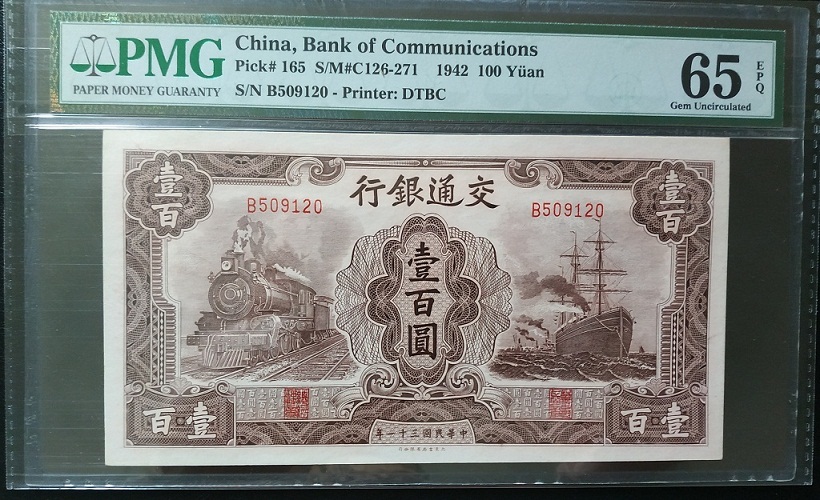 PMG
PAPER MONEY GUARANTY
China, Bank of Communications
Pick# 165 S/M#C126-271 1942 100 Yüan
S/N B509120 - Printer: DTBC
65 EPQ
Gem Uncirculated
行銀通交
壹百
壹百
B509120
B509120
壹百圓
百壹
百壹
年一十三國民華中